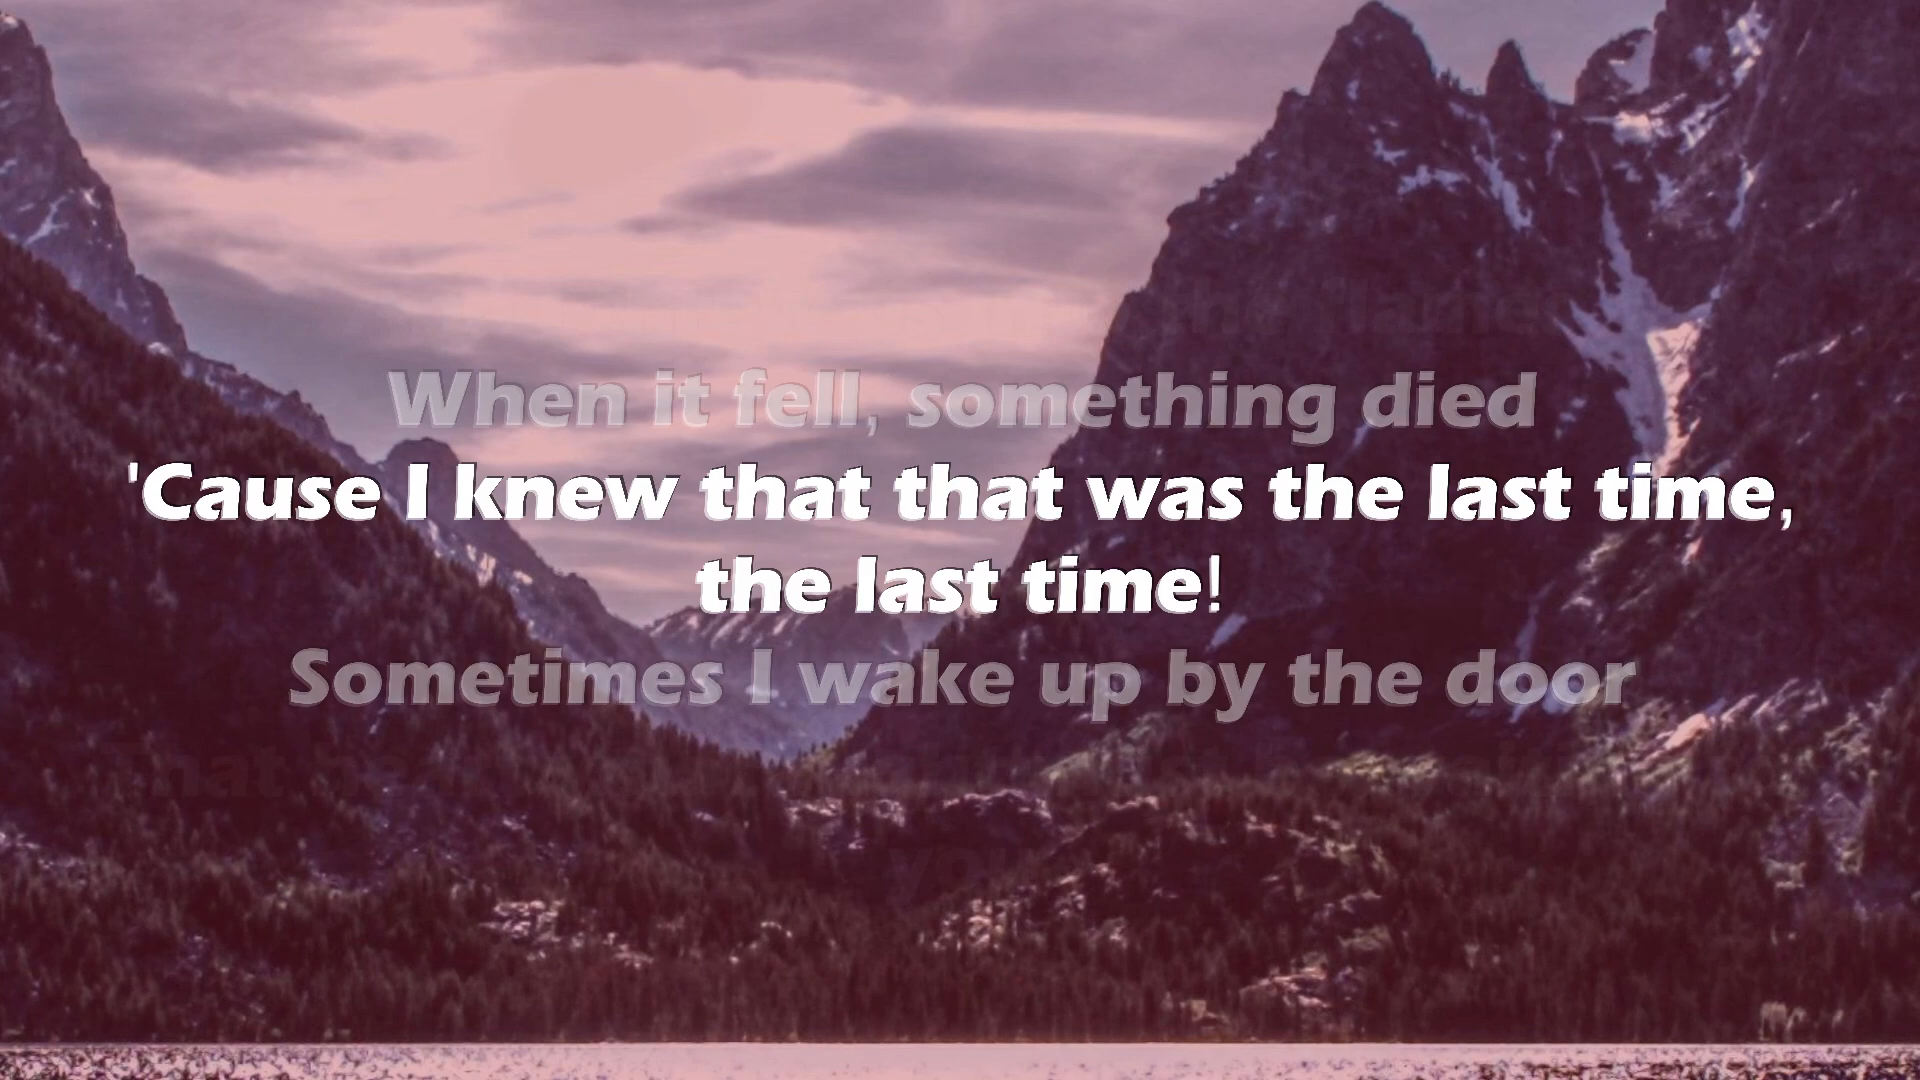 When it fell, something died
'Cause I knew that that was the last time,
the last time!
Sometimes I wake up by the door